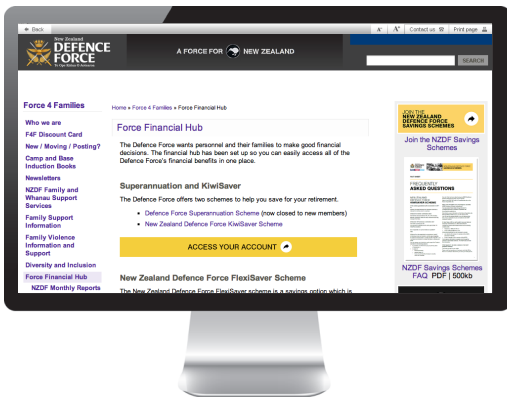 Back
A-
A+
Contact us
Print page
New Zealand
DEFENCE
FORCE
Te Ope Kātua o Aotearoa
A FORCE FOR NEW ZEALAND
SEARCH
Force 4 Families
Who we are
F4F Discount Card
New / Moving / Posting?
Camp and Base
Induction Books
Newsletters
NZDF Family and
Whanau Support
Services
Family Support
Information
Family Violence
Information and
Support
Diversity and Inclusion
Force Financial Hub
NZDF Monthly Reports
Home » Force 4 Families » Force Financial Hub
Force Financial Hub
The Defence Force wants personnel and their families to make good financial
decisions. The financial hub has been set up so you can easily access all of the
Defence Force's financial benefits in one place.
Superannuation and KiwiSaver
The Defence Force offers two schemes to help you save for your retirement.
• Defence Force Superannuation Scheme (now closed to new members)
• New Zealand Defence Force KiwiSaver Scheme
ACCESS YOUR ACCOUNT
New Zealand Defence Force FlexiSaver Scheme
The New Zealand Defence Force FlexiSaver scheme is a savings option which is
JOIN THE
NEW ZEALAND
DEFENCE FORCE
SAVINGS SCHEMES
Join the NZDF Savings
Schemes
FREQUENTLY
ASKED QUESTIONS
NZDF Savings Schemes
FAQ PDF | 500kb